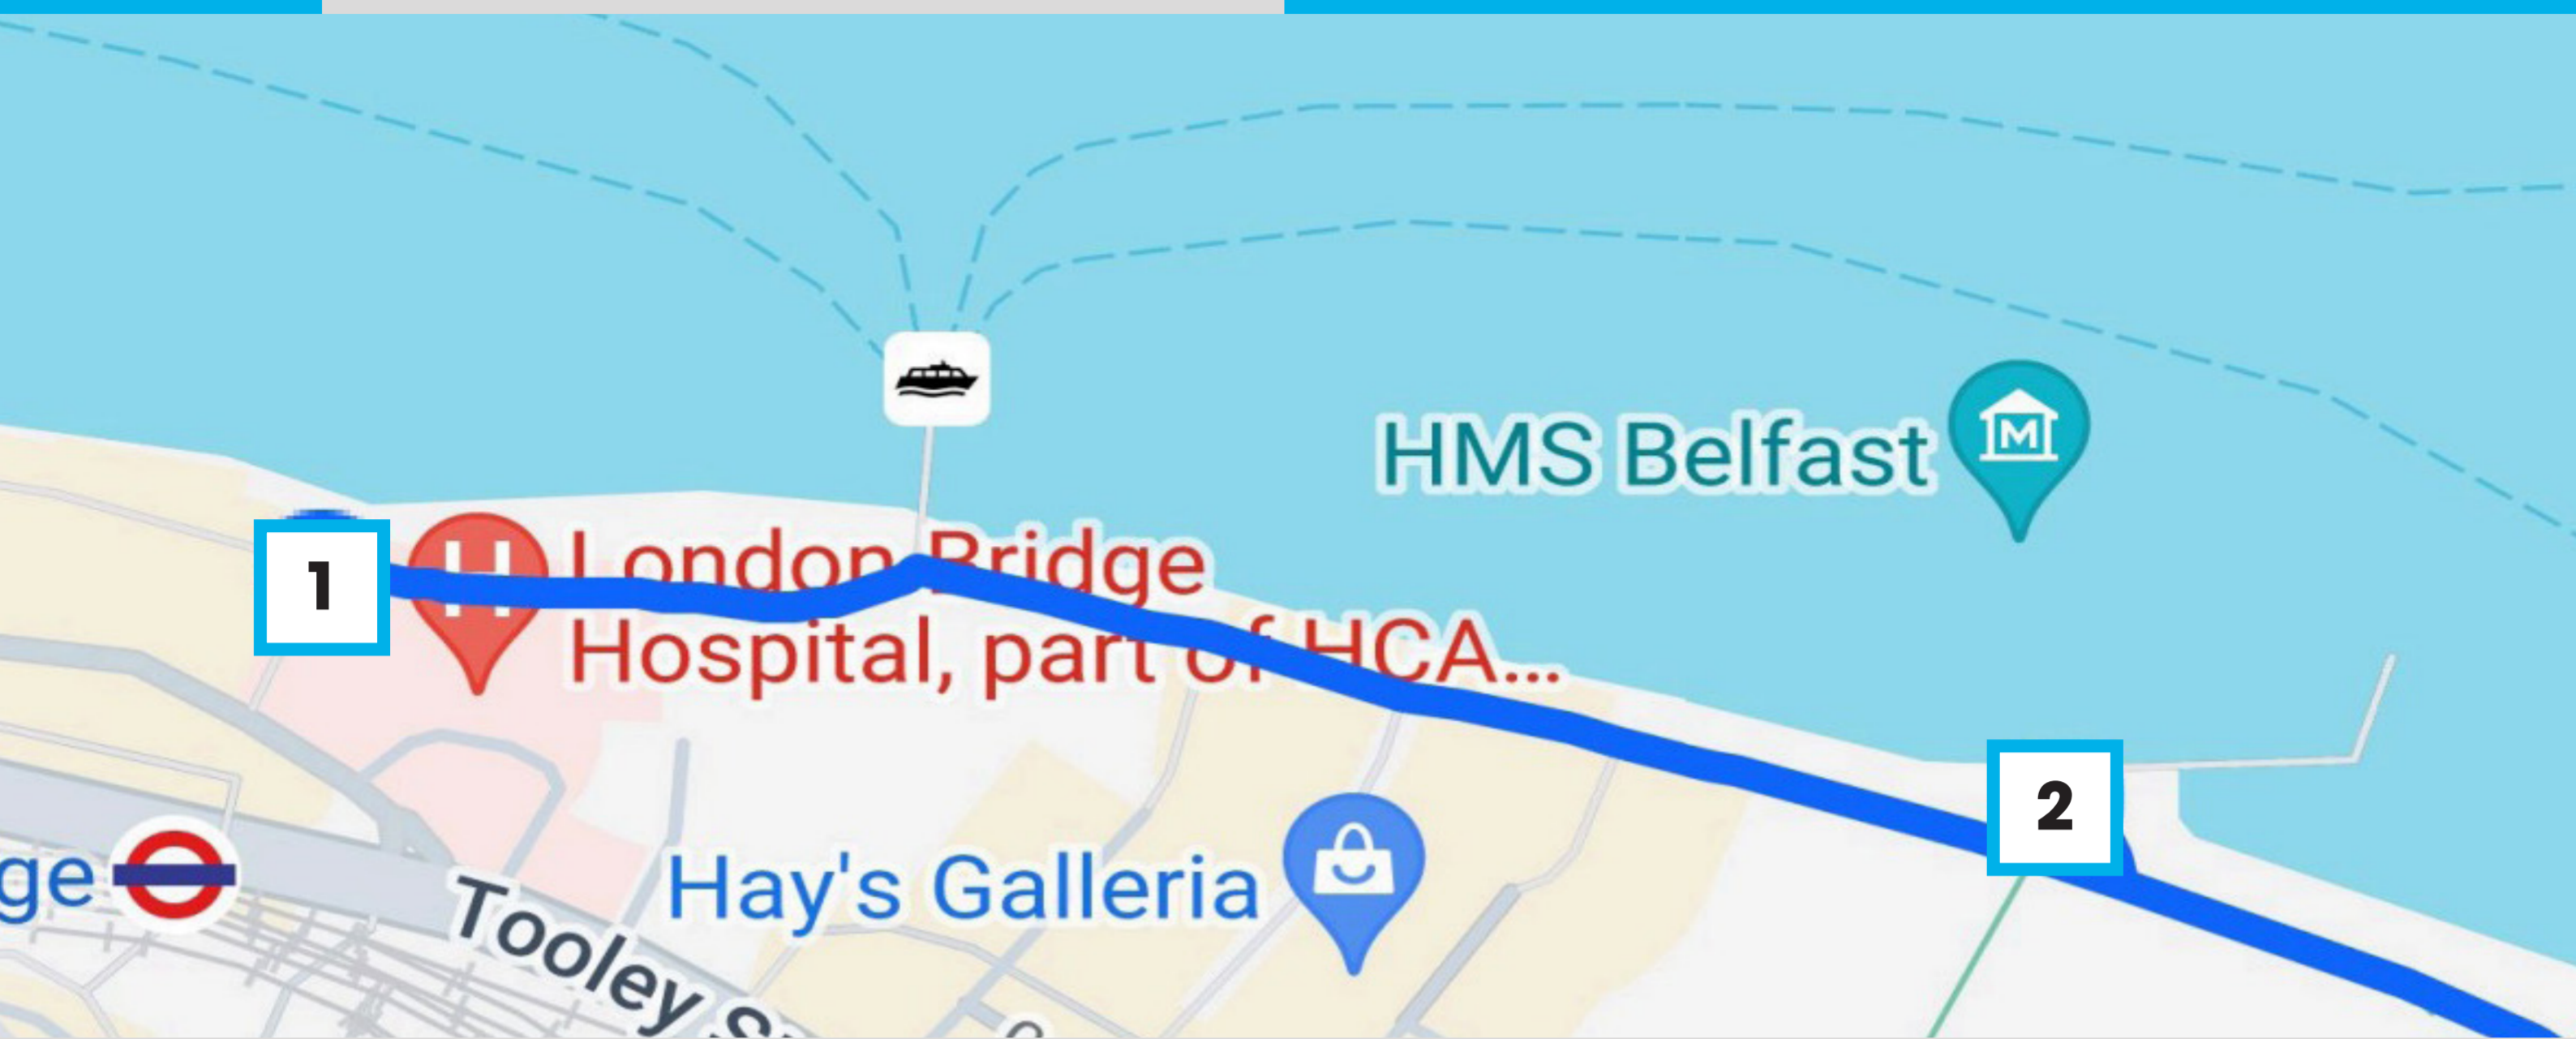 HMS Belfast
M
1
H
London Bridge
Hospital, part of HCA...
2
ge
Hay's Galleria
Tooley S